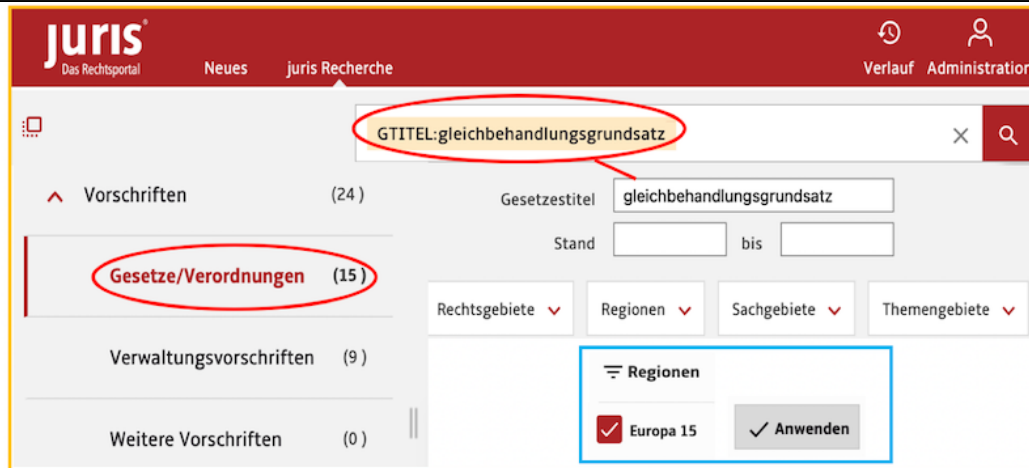 juris®
Das Rechtsportal
Neues
juris Recherche
Verlauf
Administration
GTITEL:gleichbehandlungsgrundsatz
Vorschriften (24)
Gesetzestitel gleichbehandlungsgrundsatz
Stand bis
Gesetze/Verordnungen (15)
Rechtsgebiete
Regionen
Sachgebiete
Themengebiete
Verwaltungsvorschriften (9)
Regionen
Europa 15
Anwenden
Weitere Vorschriften (0)